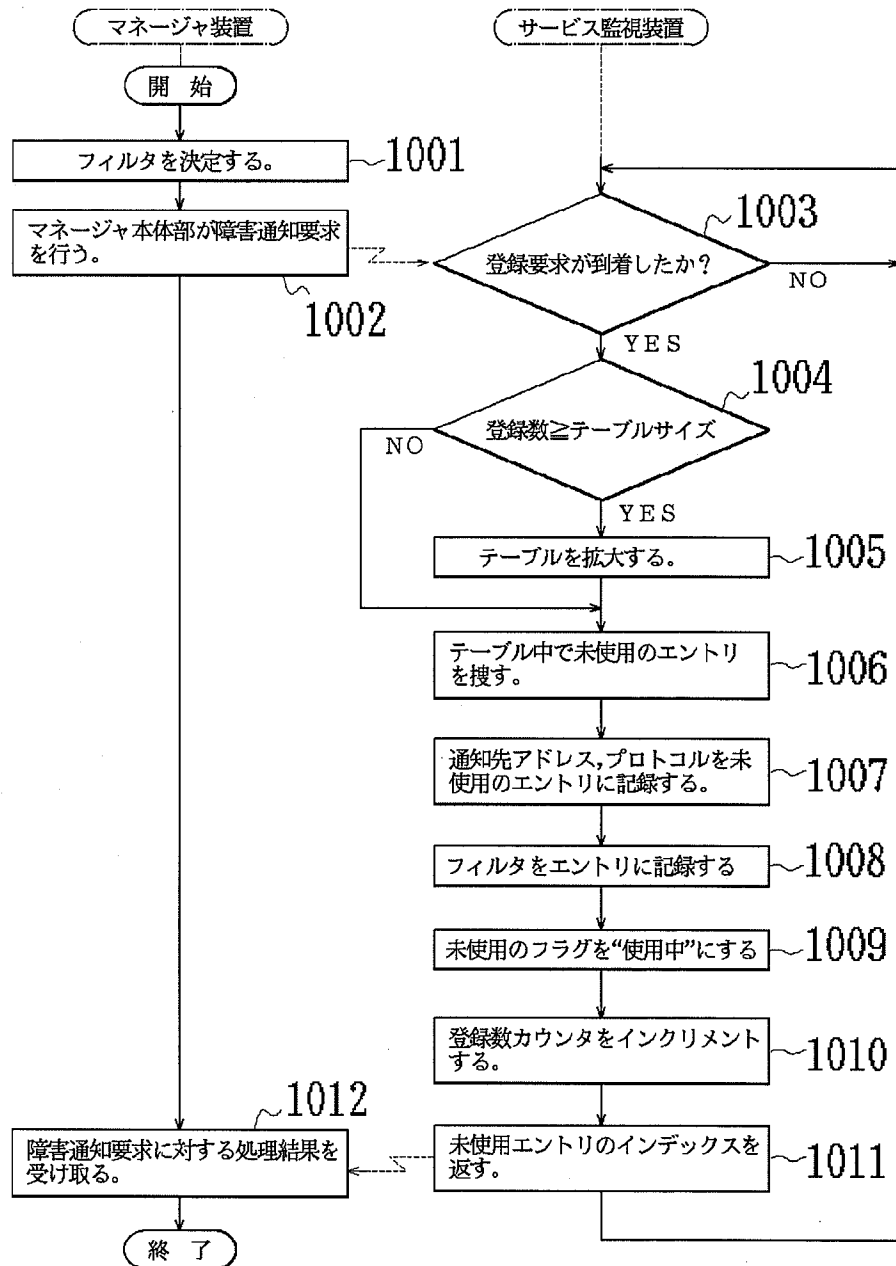 マネージャ装置
サービス監視装置
開 始
フィルタを決定する。
1001
マネージャ本体部が障害通知要求
を行う。
1002
登録要求が到着したか?
1003
NO
YES
登録数≧テーブルサイズ
1004
NO
YES
テーブルを拡大する。
1005
テーブル中で未使用のエントリ
を捜す。
1006
通知先アドレス,プロトコルを未
使用のエントリに記録する。
1007
フィルタをエントリに記録する
1008
未使用のフラグを“使用中”にする
1009
登録数カウンタをインクリメント
する。
1010
未使用エントリのインデックスを
返す。
1011
1012
障害通知要求に対する処理結果を
受け取る。
終 了